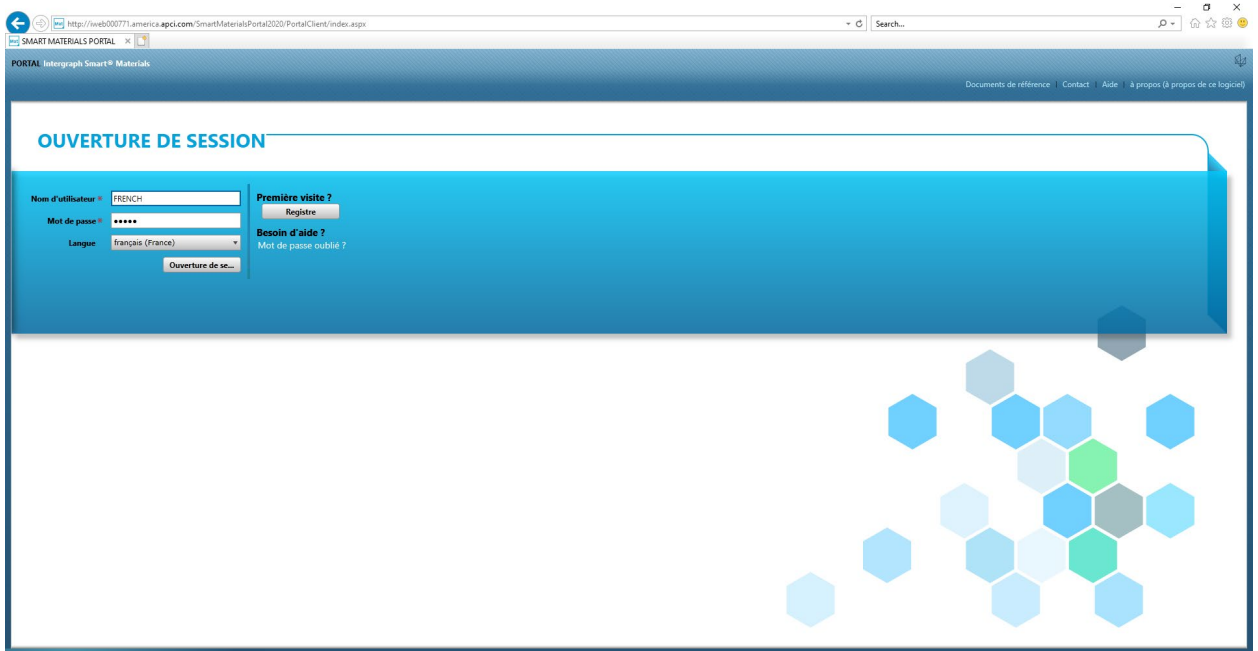 http://iweb000771.america.apci.com/SmartMaterialsPortal2020/PortalClient/index.aspx
Search...
SMART MATERIALS PORTAL
PORTAL Intergraph Smart® Materials
Documents de référence | Contact | Aide | à propos (à propos de ce logiciel)
OUVERTURE DE SESSION
Nom d'utilisateur * FRENCH
Mot de passe * •••••
Langue français (France)
Ouverture de se...
Première visite ?
Registre
Besoin d'aide ?
Mot de passe oublié ?